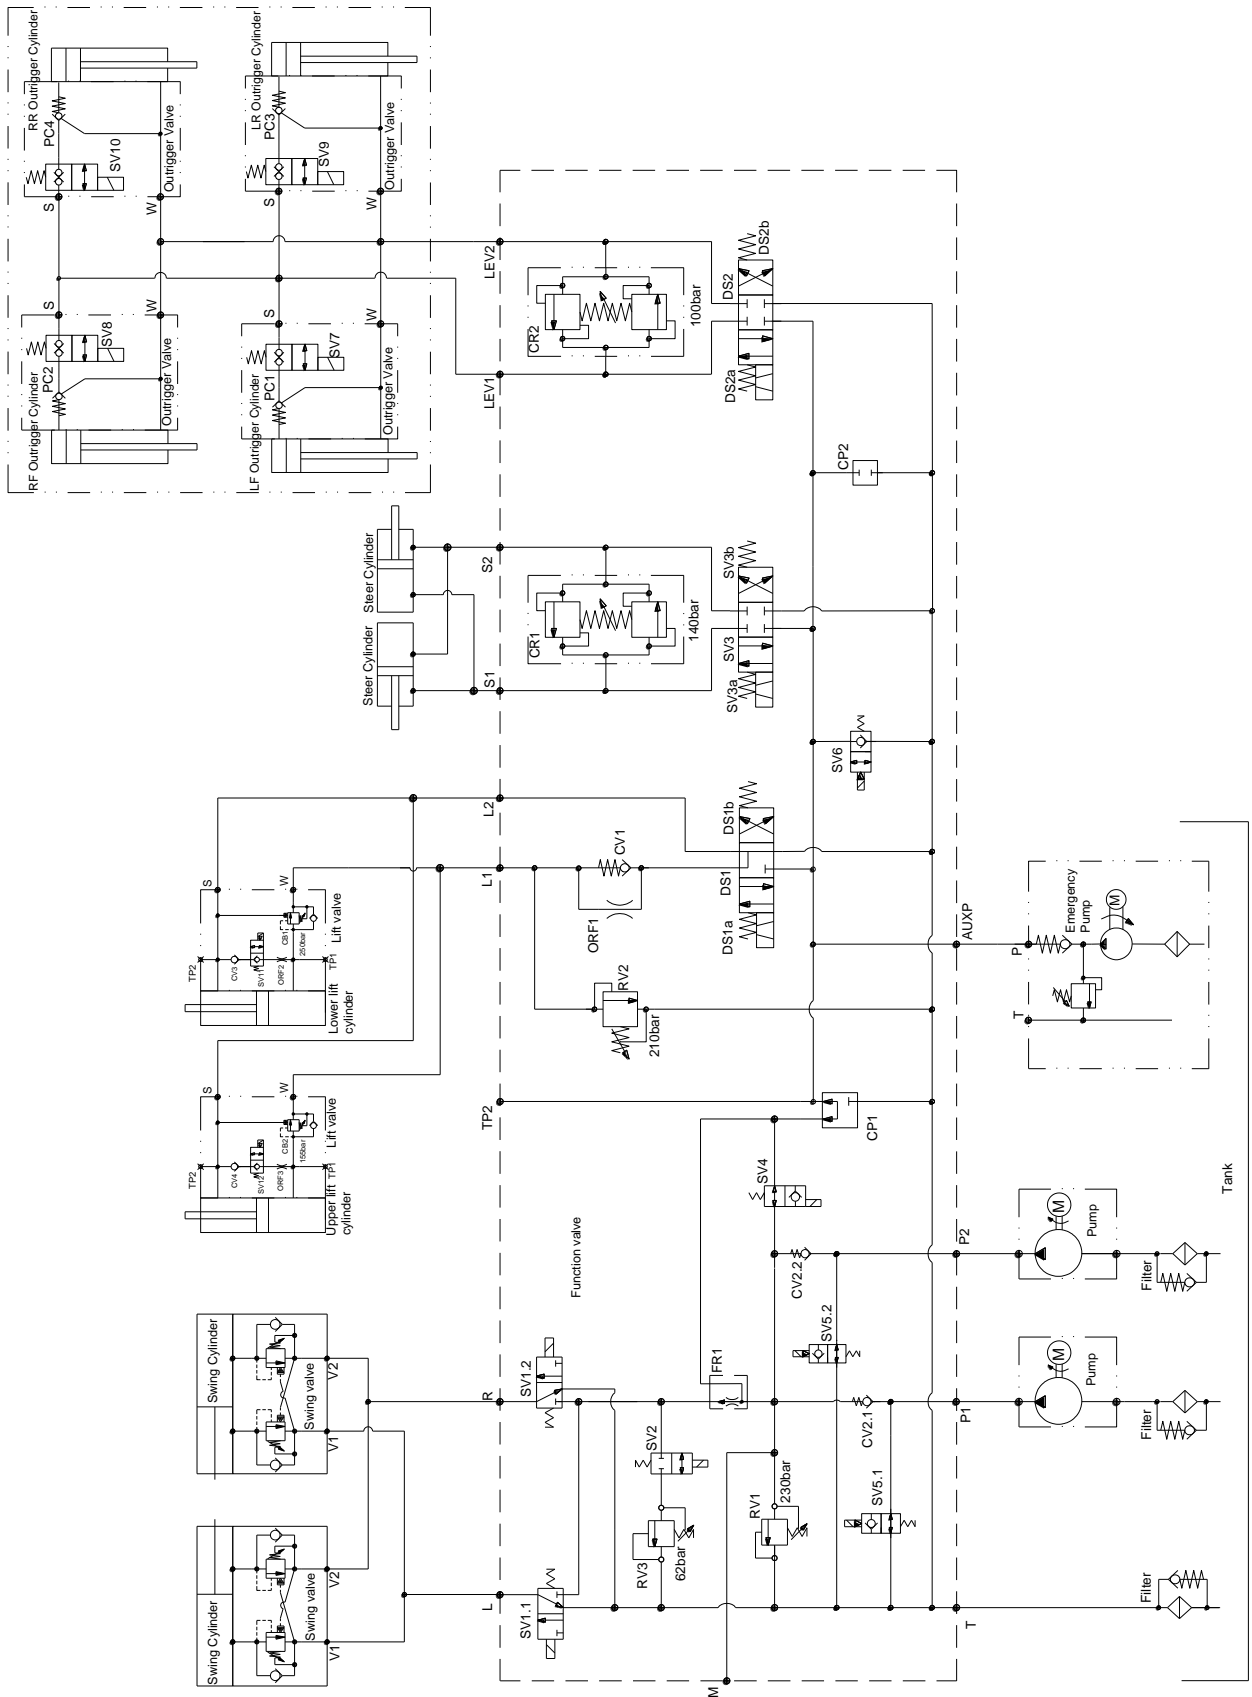 RR Outrigger Cylinder
PC4
SV10
S
W
Outrigger Valve
LR Outrigger Cylinder
PC3
SV9
S
W
Outrigger Valve
RF Outrigger Cylinder
PC2
SV8
S
W
Outrigger Valve
LF Outrigger Cylinder
PC1
SV7
S
W
Outrigger Valve
LEV2
LEV1
CR2
100bar
DS2
DS2a
DS2b
CP2
Steer Cylinder
Steer Cylinder
S2
S1
CR1
140bar
SV3
SV3a
SV3b
SV6
S
W
TP2
CV3
SV11
ORF2
TP1
CB1
250bar
Lift valve
Lower lift
cylinder
L2
L1
CV1
ORF1
DS1
DS1a
DS1b
RV2
210bar
AUXP
P
T
Emergency
Pump
M
S
W
TP2
CV4
SV12
ORF3
TP1
CB2
155bar
Lift valve
Upper lift
cylinder
TP2
CP1
SV4
Function valve
CV2.2
P2
M
Pump
Filter
SV5.2
FR1
Swing Cylinder
Swing valve
V2
V1
R
SV1.2
SV2
CV2.1
P1
M
Pump
Filter
Swing Cylinder
Swing valve
V2
V1
L
SV1.1
RV3
62bar
RV1
230bar
SV5.1
M
T
Filter
Tank